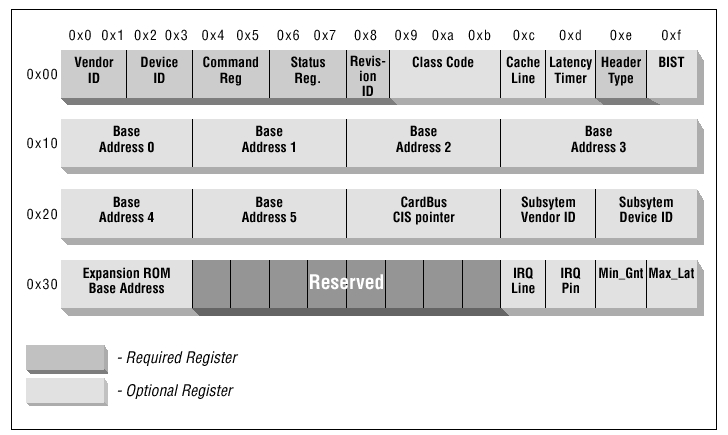 0x0 0x1 0x2 0x3 0x4 0x5 0x6 0x7 0x8 0x9 0xa 0xb 0xc 0xd 0xe 0xf
0x00
Vendor
ID
Device
ID
Command
Reg
Status
Reg.
Revis-
ion
ID
Class Code
Cache
Line
Latency
Timer
Header
Type
BIST
0x10
Base
Address 0
Base
Address 1
Base
Address 2
Base
Address 3
0x20
Base
Address 4
Base
Address 5
CardBus
CIS pointer
Subsytem
Vendor ID
Subsytem
Device ID
0x30
Expansion ROM
Base Address
Reserved
IRQ
Line
IRQ
Pin
Min_Gnt
Max_Lat
- Required Register
- Optional Register